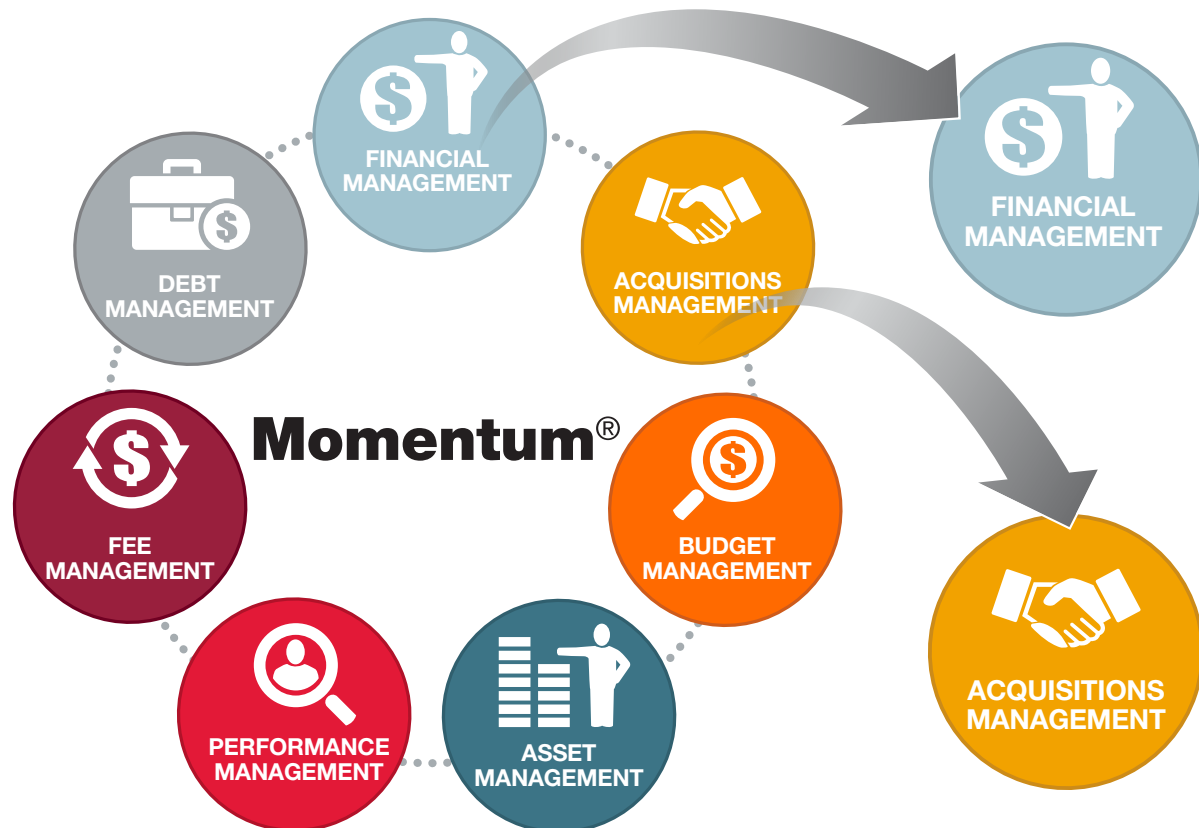 FINANCIAL
MANAGEMENT
ACQUISITIONS
MANAGEMENT
BUDGET
MANAGEMENT
ASSET
MANAGEMENT
PERFORMANCE
MANAGEMENT
FEE
MANAGEMENT
DEBT
MANAGEMENT
Momentum®
FINANCIAL
MANAGEMENT
ACQUISITIONS
MANAGEMENT
$
$
$
$
$